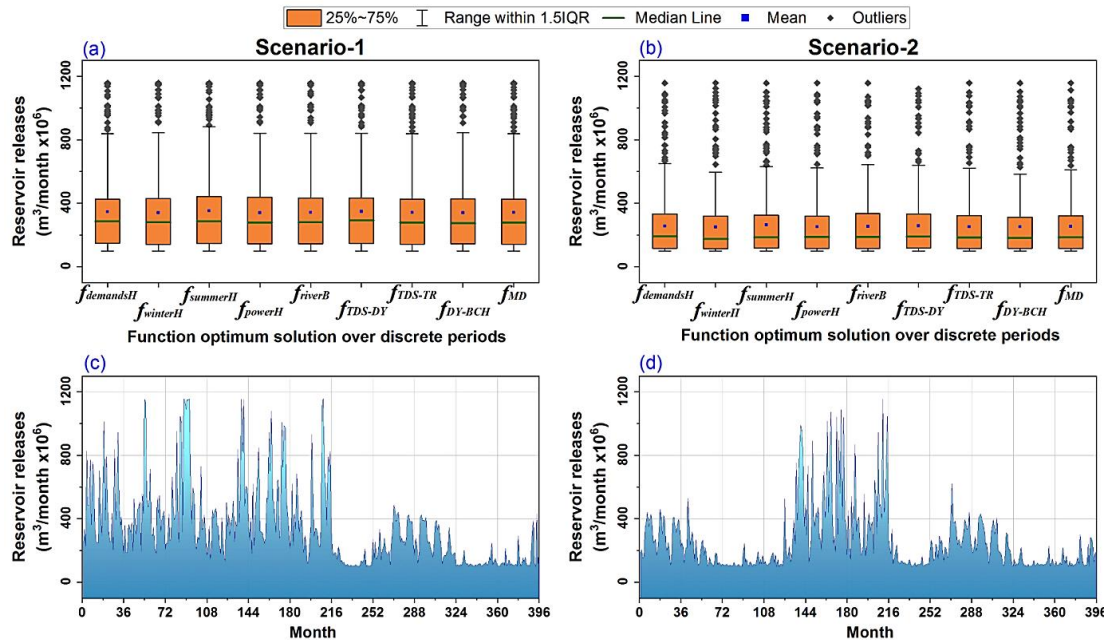 25%~75% Range within 1.5IQR Median Line Mean Outliers
(a) Scenario-1
1200
800
400
0
Reservoir releases
(m³/month x10⁶)
fdemandsH fsummerH friverB fTDS-TR fMD
fwinterH fpowerH fTDS-DY fDY-BCH
Function optimum solution over discrete periods
(b) Scenario-2
1200
800
400
0
Reservoir releases
(m³/month x10⁶)
fdemandsH fsummerH friverB fTDS-TR fMD
fwinterH fpowerH fTDS-DY fDY-BCH
Function optimum solution over discrete periods
(c)
1200
800
400
0
Reservoir releases
(m³/month x10⁶)
0 36 72 108 144 180 216 252 288 324 360 396
Month
(d)
1200
800
400
0
Reservoir releases
(m³/month x10⁶)
0 36 72 108 144 180 216 252 288 324 360 396
Month